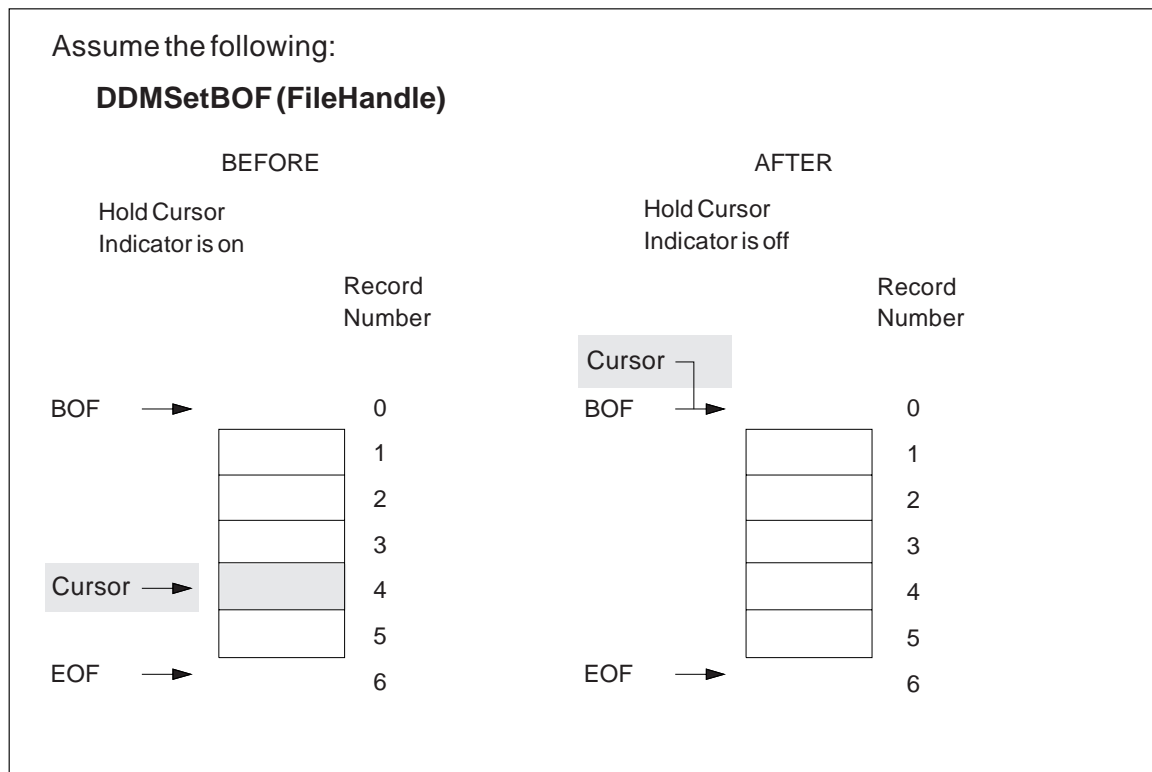 Assume the following:
DDMSetBOF (FileHandle)
BEFORE
Hold Cursor
Indicator is on
Record
Number
BOF 0
1
2
3
Cursor 4
5
EOF 6
AFTER
Hold Cursor
Indicator is off
Record
Number
Cursor
BOF 0
1
2
3
4
5
EOF 6